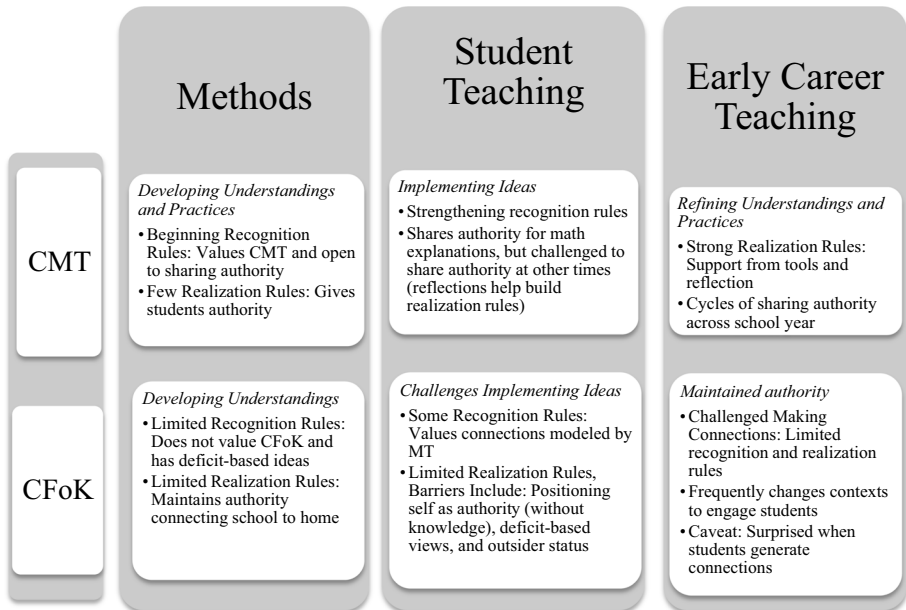 Methods
Student
Teaching
Early Career
Teaching
CMT
Developing Understandings
and Practices
• Beginning Recognition
Rules: Values CMT and open
to sharing authority
• Few Realization Rules: Gives
students authority
Implementing Ideas
• Strengthening recognition rules
• Shares authority for math
explanations, but challenged to
share authority at other times
(reflections help build
realization rules)
Refining Understandings and
Practices
• Strong Realization Rules:
Support from tools and
reflection
• Cycles of sharing authority
across school year
CFoK
Developing Understandings
• Limited Recognition Rules:
Does not value CFoK and
has deficit-based ideas
• Limited Realization Rules:
Maintains authority
connecting school to home
Challenges Implementing Ideas
• Some Recognition Rules:
Values connections modeled by
MT
• Limited Realization Rules,
Barriers Include: Positioning
self as authority (without
knowledge), deficit-based
views, and outsider status
Maintained authority
• Challenged Making
Connections: Limited
recognition and realization
rules
• Frequently changes contexts
to engage students
• Caveat: Surprised when
students generate
connections